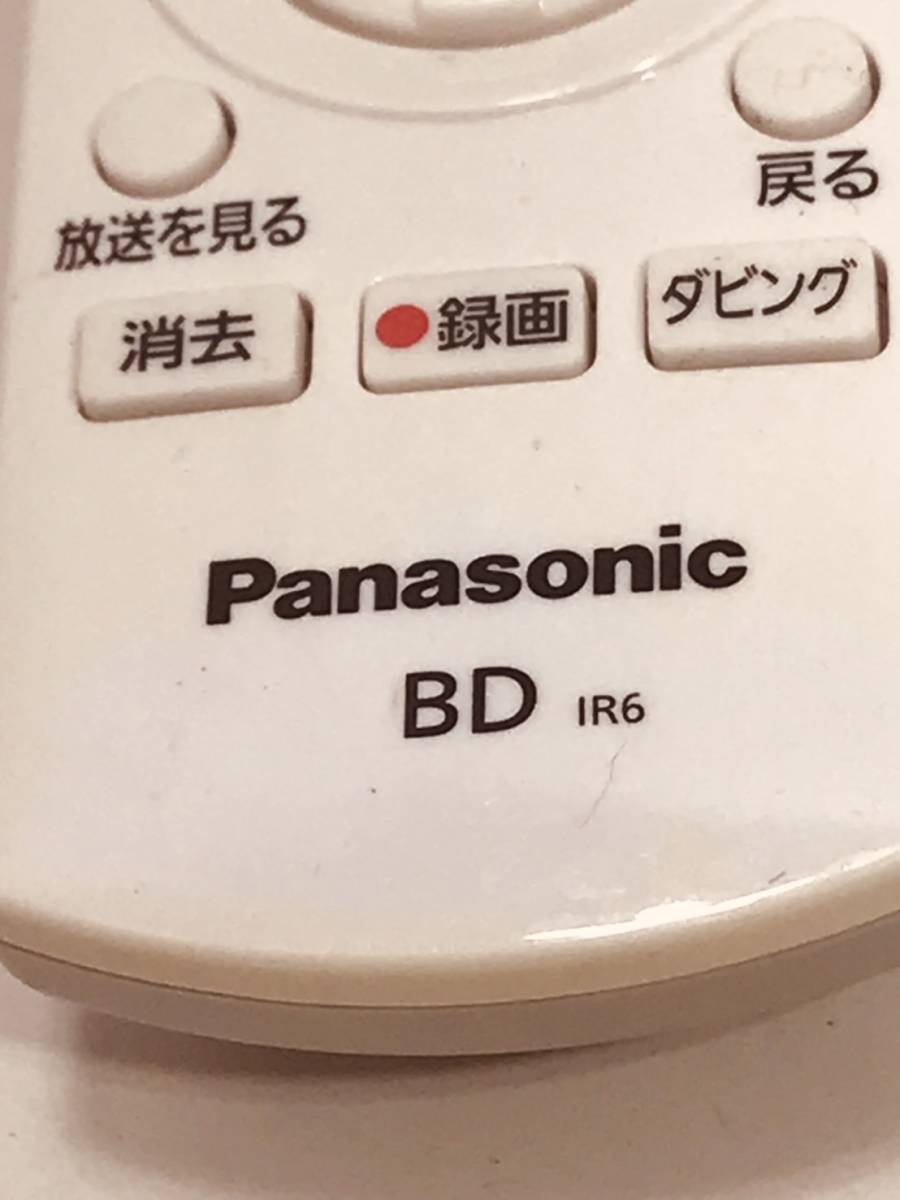 放送を見る
戻る
消去
録画
ダビング
Panasonic
BD IR6